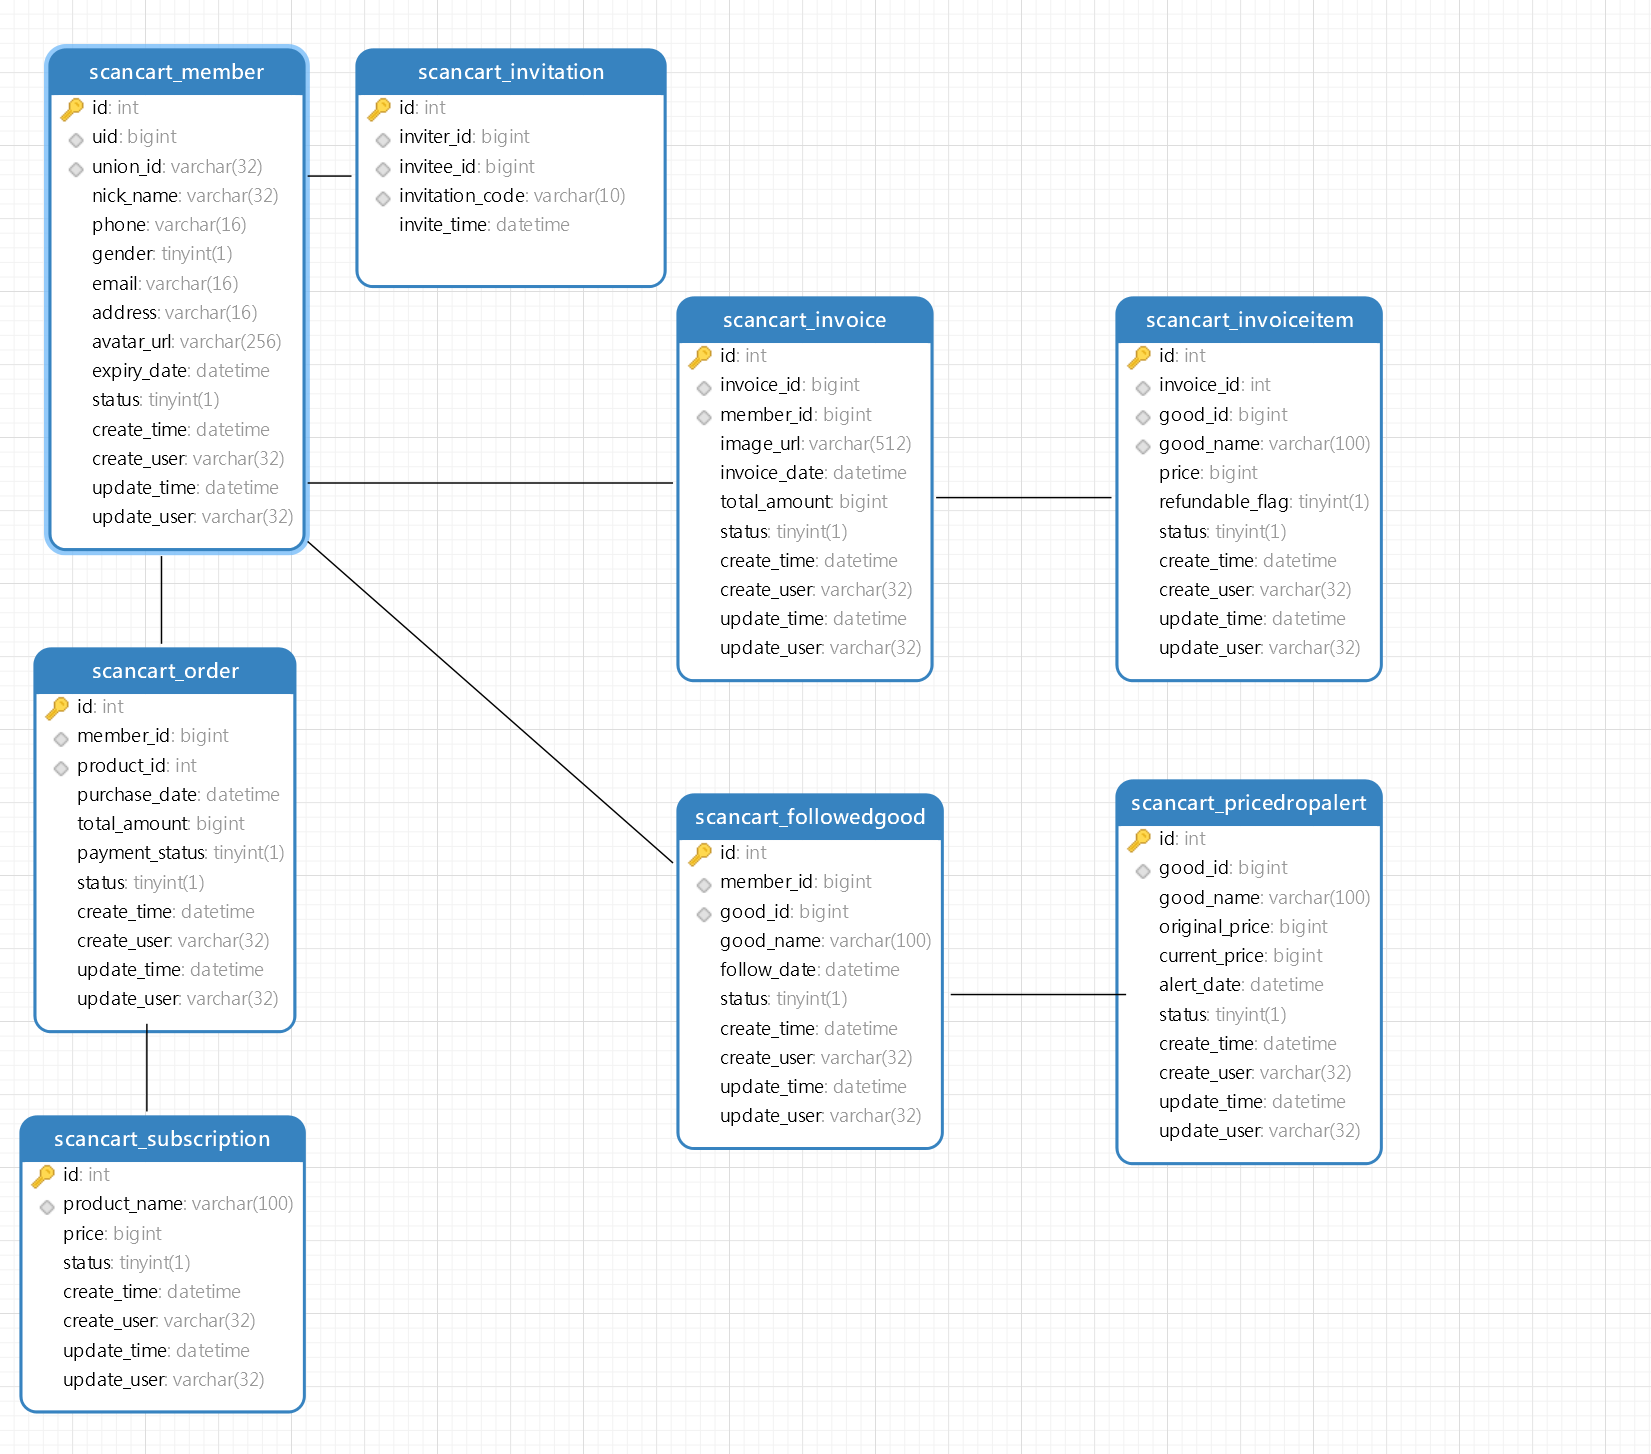 scancart_member
id: int
uid: bigint
union_id: varchar(32)
nick_name: varchar(32)
phone: varchar(16)
gender: tinyint(1)
email: varchar(16)
address: varchar(16)
avatar_url: varchar(256)
expiry_date: datetime
status: tinyint(1)
create_time: datetime
create_user: varchar(32)
update_time: datetime
update_user: varchar(32)
scancart_invitation
id: int
inviter_id: bigint
invitee_id: bigint
invitation_code: varchar(10)
invite_time: datetime
scancart_invoice
id: int
invoice_id: bigint
member_id: bigint
image_url: varchar(512)
invoice_date: datetime
total_amount: bigint
status: tinyint(1)
create_time: datetime
create_user: varchar(32)
update_time: datetime
update_user: varchar(32)
scancart_invoiceitem
id: int
invoice_id: int
good_id: bigint
good_name: varchar(100)
price: bigint
refundable_flag: tinyint(1)
status: tinyint(1)
create_time: datetime
create_user: varchar(32)
update_time: datetime
update_user: varchar(32)
scancart_order
id: int
member_id: bigint
product_id: int
purchase_date: datetime
total_amount: bigint
payment_status: tinyint(1)
status: tinyint(1)
create_time: datetime
create_user: varchar(32)
update_time: datetime
update_user: varchar(32)
scancart_followedgood
id: int
member_id: bigint
good_id: bigint
good_name: varchar(100)
follow_date: datetime
status: tinyint(1)
create_time: datetime
create_user: varchar(32)
update_time: datetime
update_user: varchar(32)
scancart_pricedropalert
id: int
good_id: bigint
good_name: varchar(100)
original_price: bigint
current_price: bigint
alert_date: datetime
status: tinyint(1)
create_time: datetime
create_user: varchar(32)
update_time: datetime
update_user: varchar(32)
scancart_subscription
id: int
product_name: varchar(100)
price: bigint
status: tinyint(1)
create_time: datetime
create_user: varchar(32)
update_time: datetime
update_user: varchar(32)